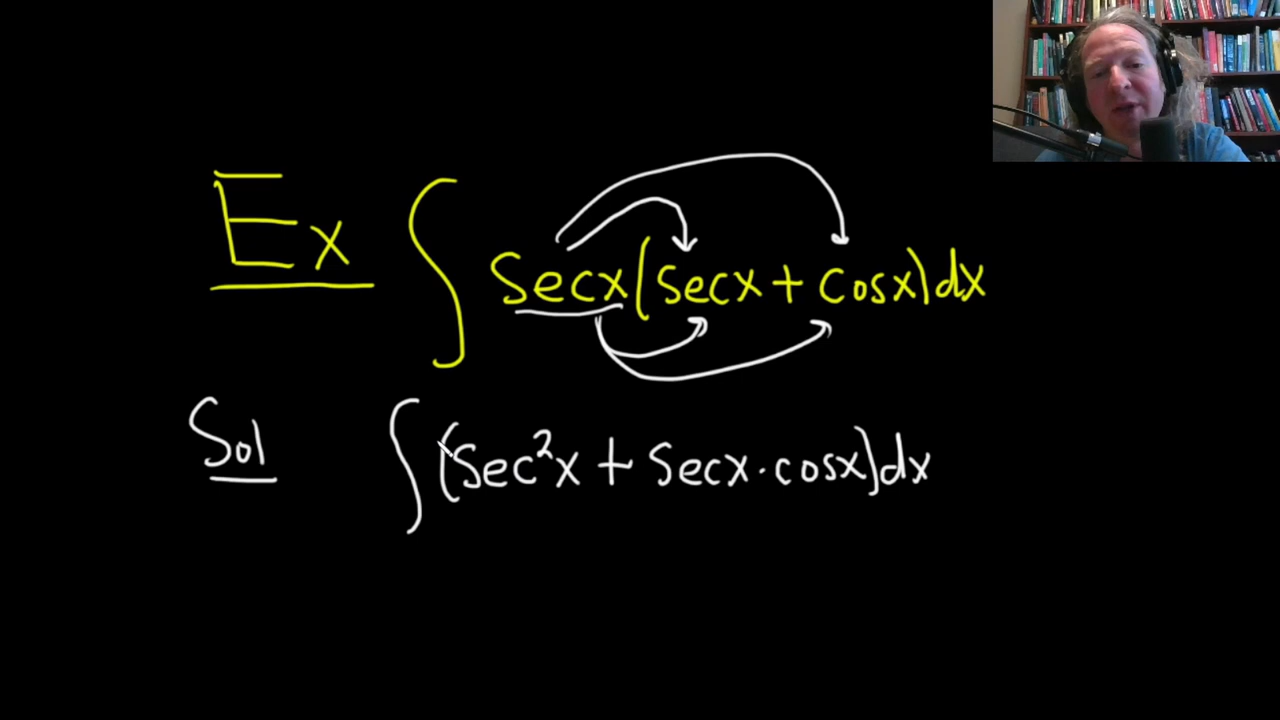 Ex ∫ Secx(secx + cosx)dx
Sol ∫ (Sec²x + Secx·cosx)dx